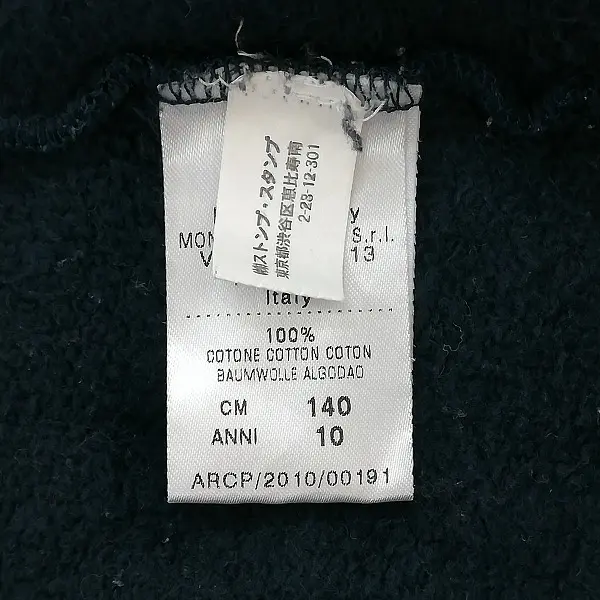 ㈱ストンプ・スタンプ
東京都渋谷区恵比寿南
2-23-12-301
y
MON S.r.l.
V 13
Italy
100%
COTONE COTTON COTON
BAUMWOLLE ALGODAO
CM 140
ANNI 10
ARCP/2010/00191